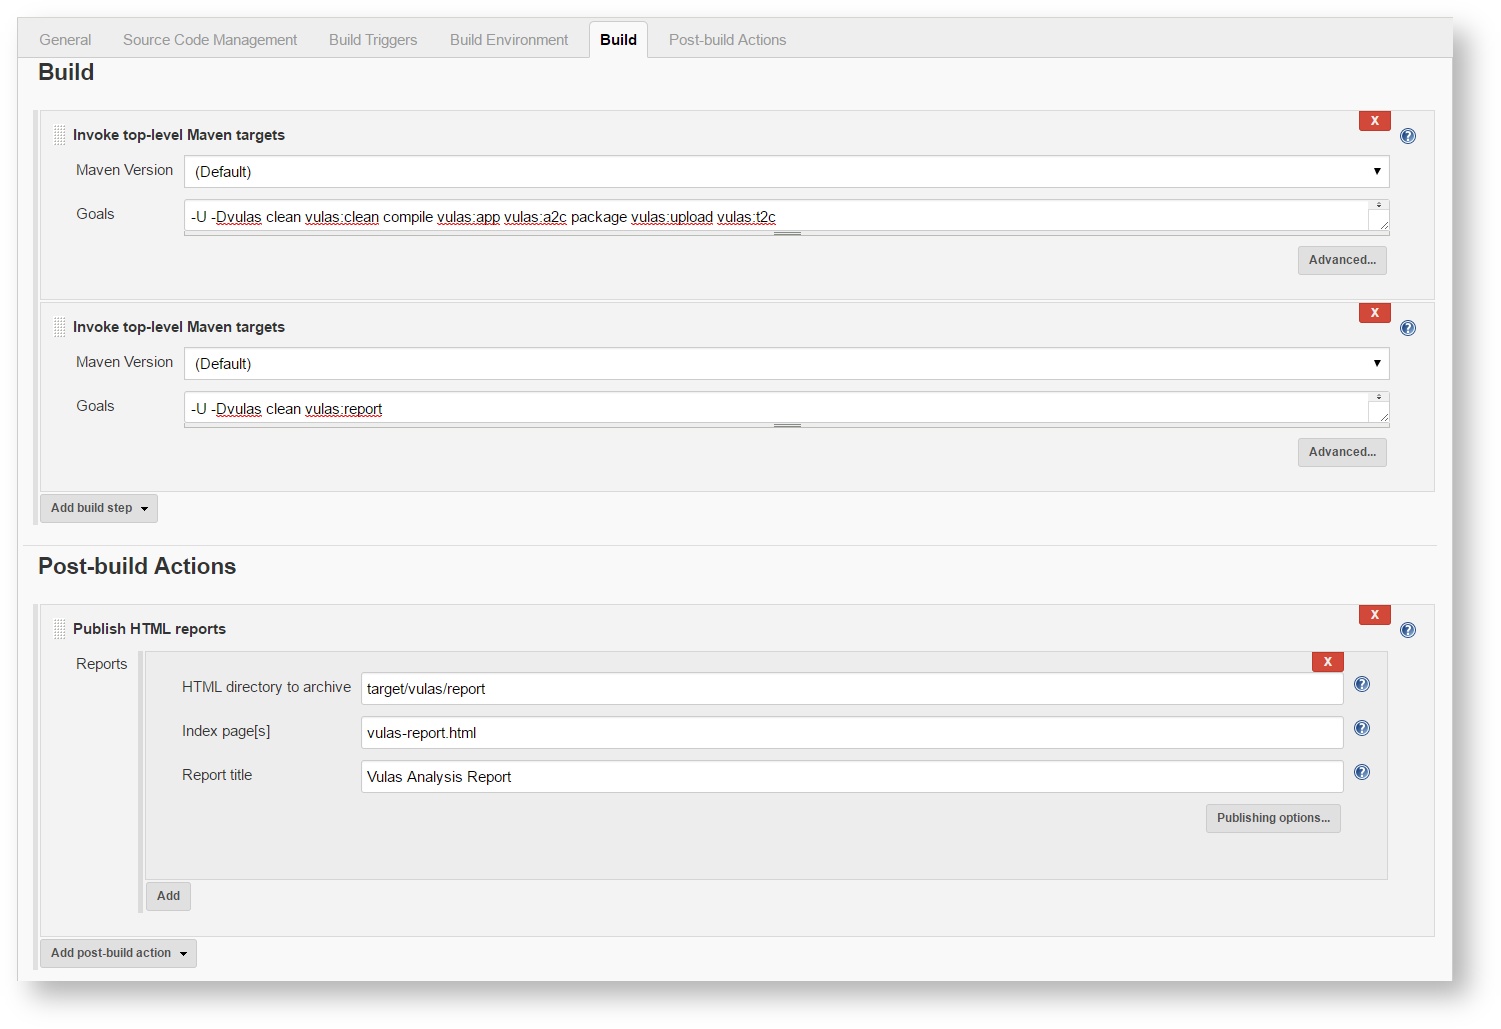 General Source Code Management Build Triggers Build Environment Build Post-build Actions
Build
X
Invoke top-level Maven targets
Maven Version (Default)
Goals -U -Dvulas clean vulas:clean compile vulas:app vulas:a2c package vulas:upload vulas:t2c
Advanced...
X
Invoke top-level Maven targets
Maven Version (Default)
Goals -U -Dvulas clean vulas:report
Advanced...
Add build step
Post-build Actions
X
Publish HTML reports
Reports
X
HTML directory to archive target/vulas/report
Index page[s] vulas-report.html
Report title Vulas Analysis Report
Publishing options...
Add
Add post-build action